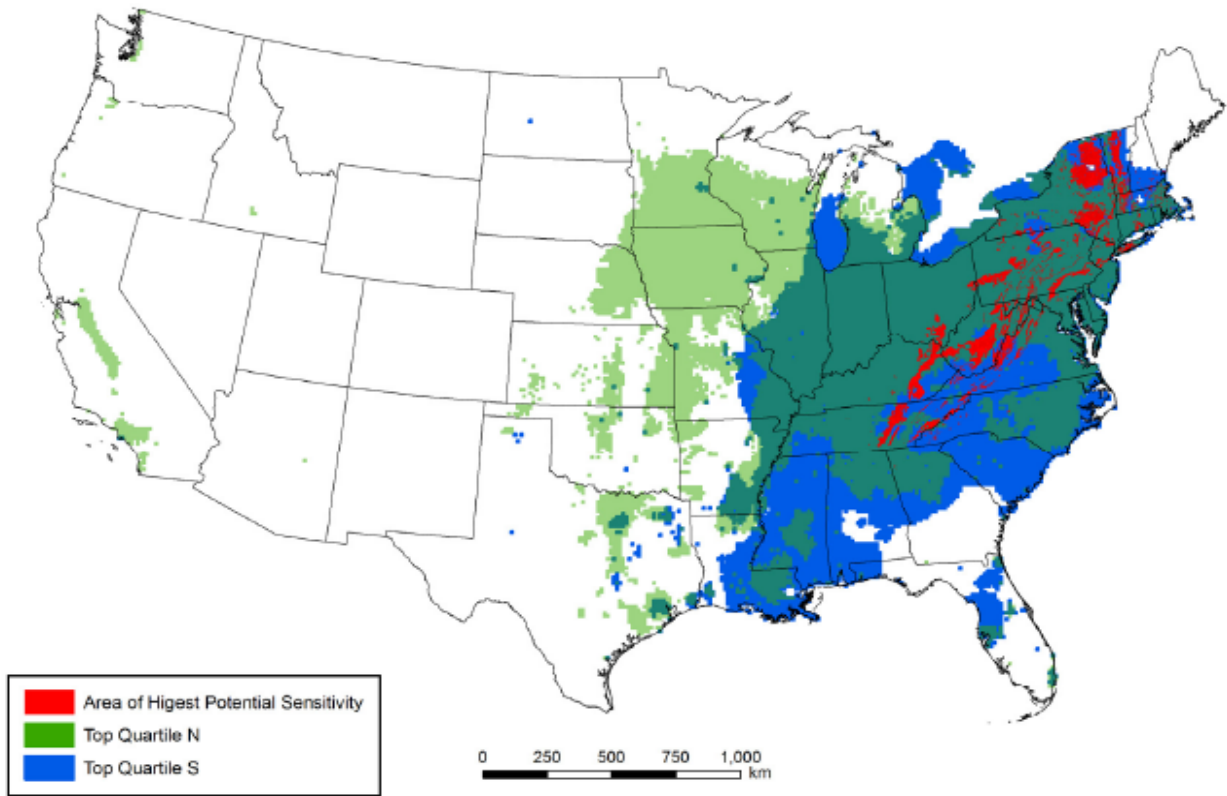 Area of Higest Potential Sensitivity
Top Quartile N
Top Quartile S
0 250 500 750 1,000
km